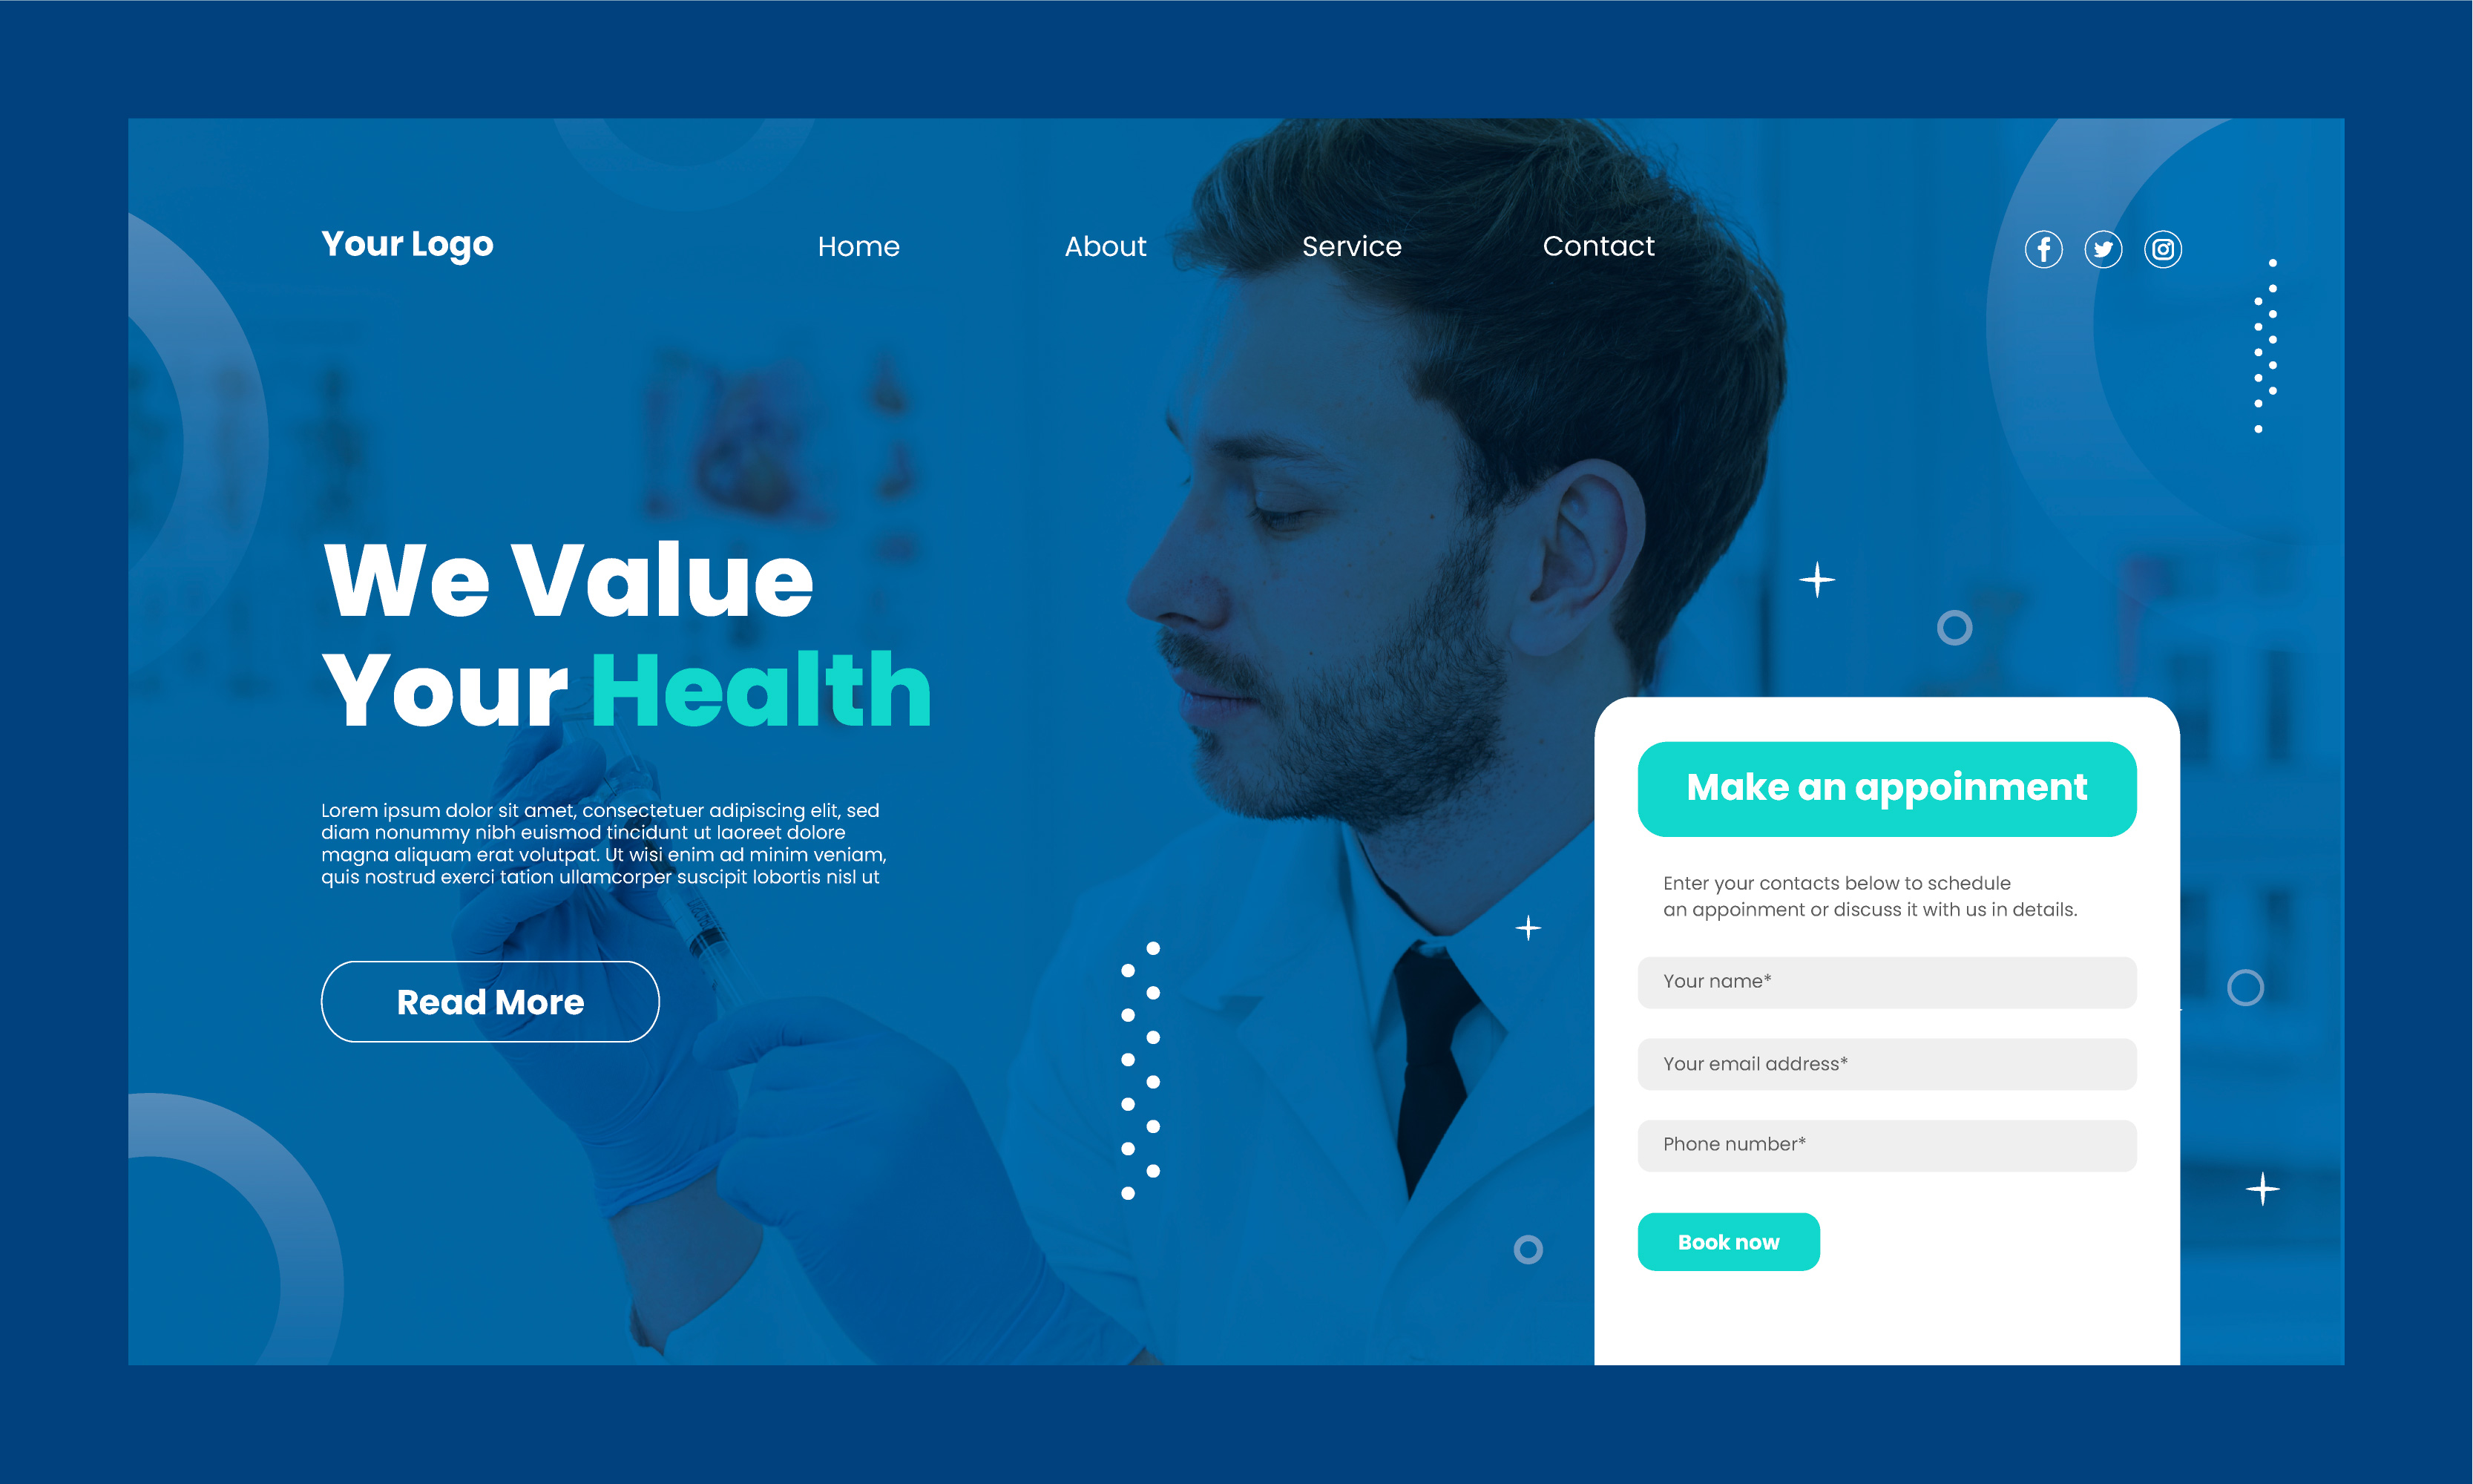 Your Logo
Home
About
Service
Contact
We Value
Your Health
Lorem ipsum dolor sit amet, consectetuer adipiscing elit, sed
diam nonummy nibh euismod tincidunt ut laoreet dolore
magna aliquam erat volutpat. Ut wisi enim ad minim veniam,
quis nostrud exerci tation ullamcorper suscipit lobortis nisl ut
Read More
Make an appoinment
Enter your contacts below to schedule
an appoinment or discuss it with us in details.
Your name*
Your email address*
Phone number*
Book now